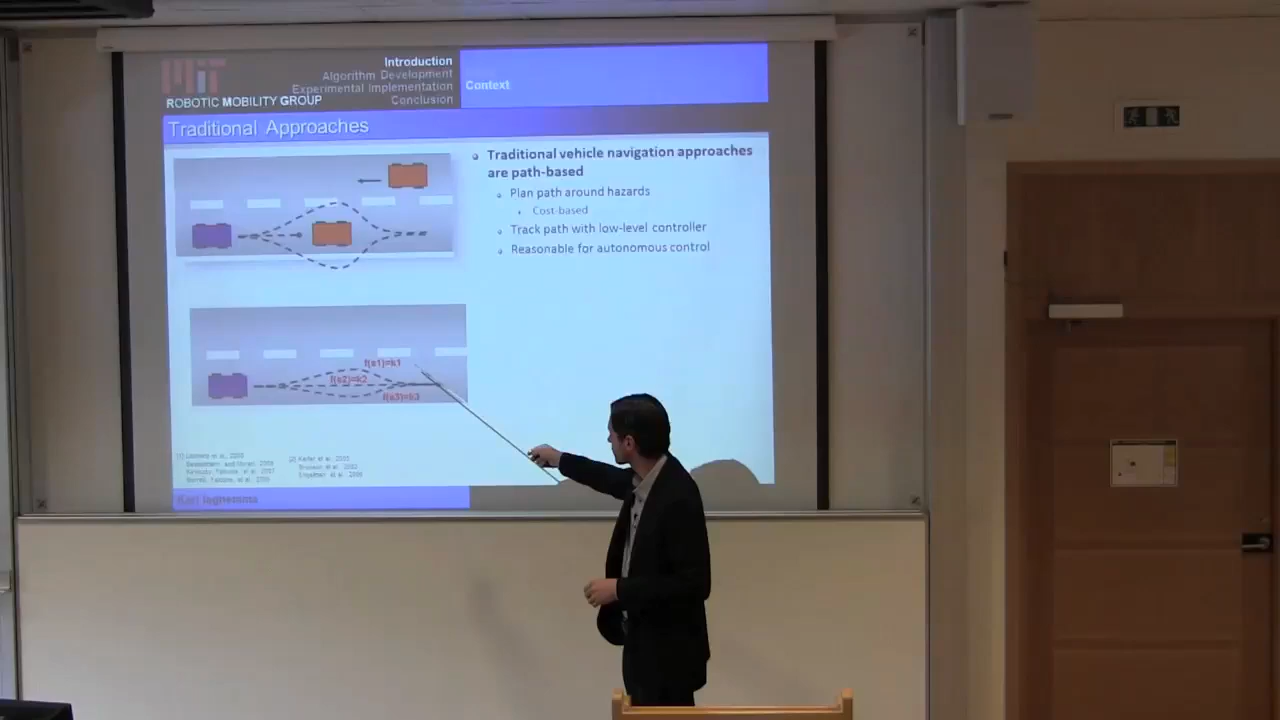 MIT
ROBOTIC MOBILITY GROUP
Introduction
Algorithm Development
Experimental Implementation
Conclusion
Context
Traditional Approaches
Traditional vehicle navigation approaches
are path-based
Plan path around hazards
Cost-based
Track path with low-level controller
Reasonable for autonomous control
f(s1)=k1
f(s2)=k2
f(s3)=k3
Karl Iagnemma